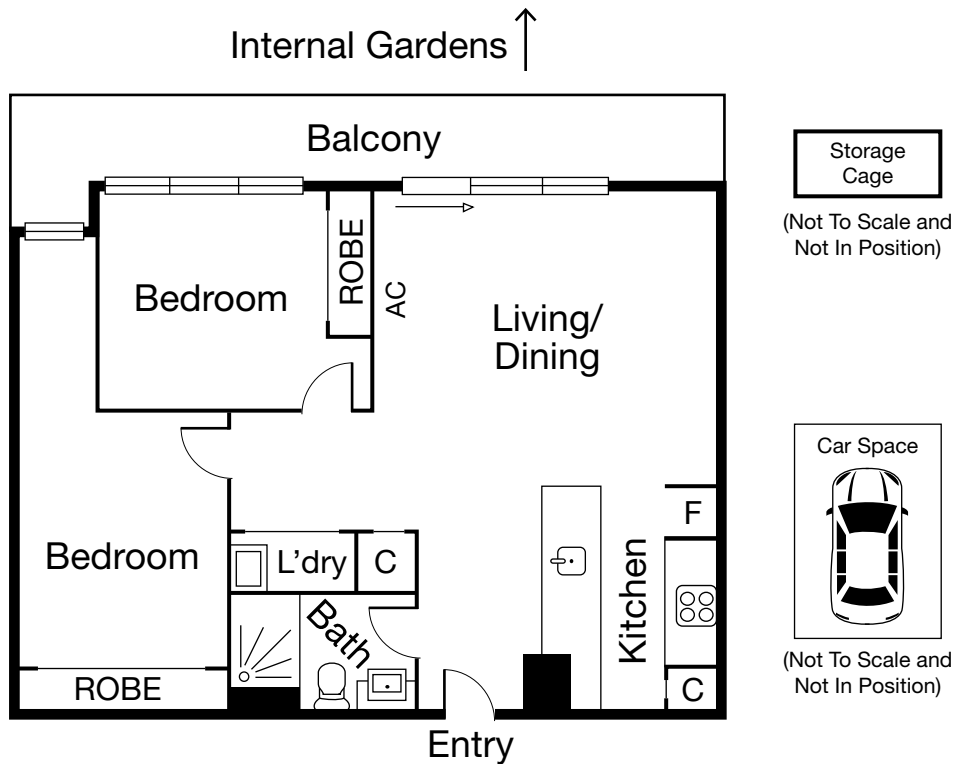 Internal Gardens
Balcony
Storage
Cage
(Not To Scale and
Not In Position)
Bedroom
ROBE
AC
Living/
Dining
Car Space
F
Bedroom
L'dry
C
Kitchen
Bath
ROBE
C
(Not To Scale and
Not In Position)
Entry